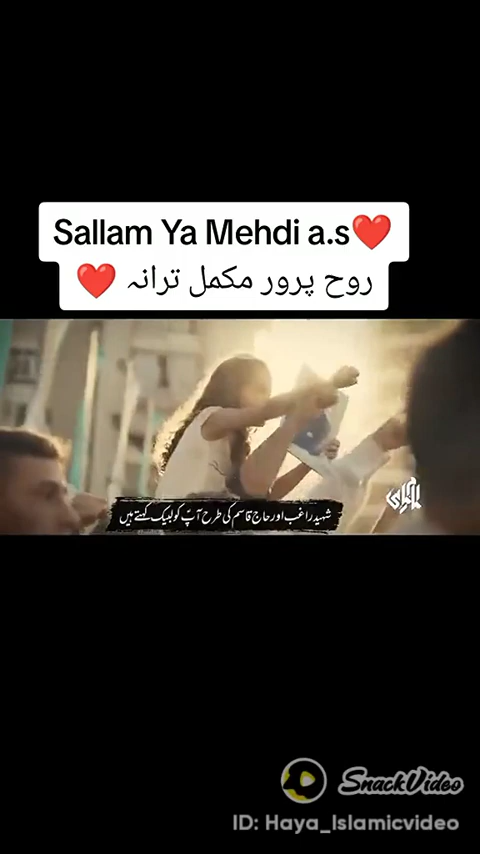 Sallam Ya Mehdi a.s❤️
روح پرور مکمل ترانہ ❤️
شہید راغب اور حاج قاسم کی طرح آپؑ کو لبیک کہتے ہیں
SnackVideo
ID: Haya_Islamicvideo